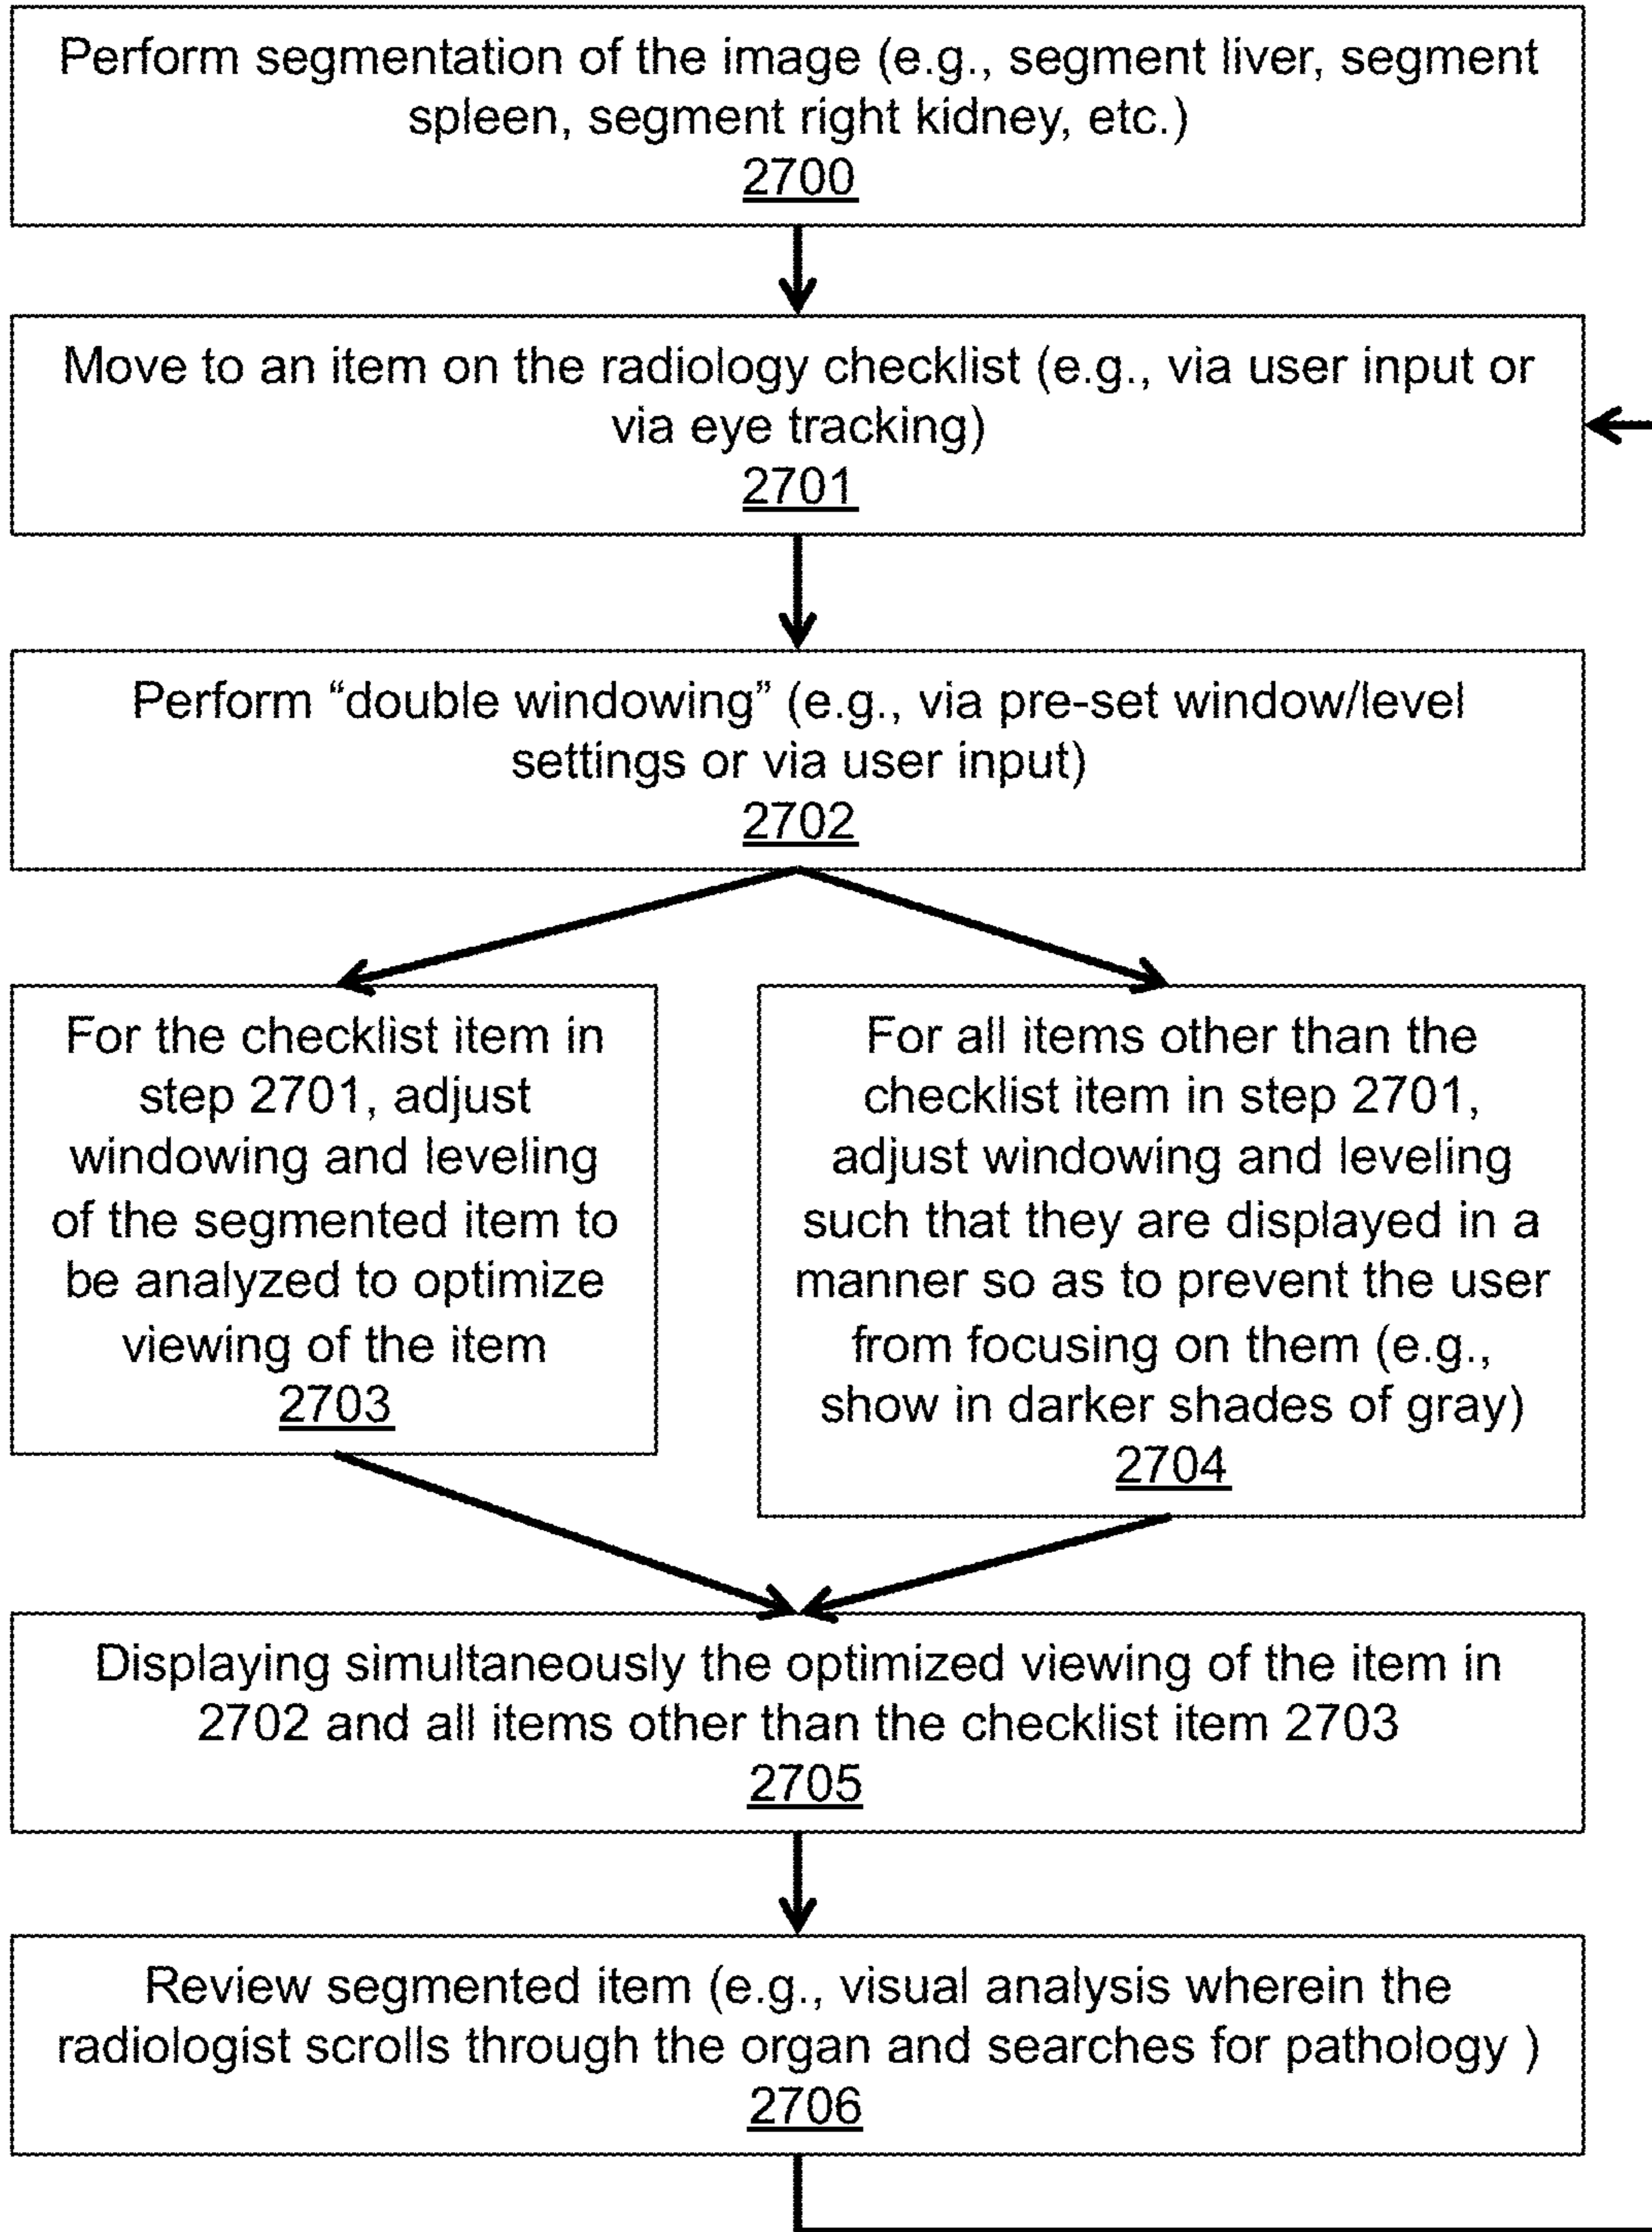 Perform segmentation of the image (e.g., segment liver, segment
spleen, segment right kidney, etc.)
2700
Move to an item on the radiology checklist (e.g., via user input or
via eye tracking)
2701
Perform “double windowing” (e.g., via pre-set window/level
settings or via user input)
2702
For the checklist item in
step 2701, adjust
windowing and leveling
of the segmented item to
be analyzed to optimize
viewing of the item
2703
For all items other than the
checklist item in step 2701,
adjust windowing and leveling
such that they are displayed in a
manner so as to prevent the user
from focusing on them (e.g.,
show in darker shades of gray)
2704
Displaying simultaneously the optimized viewing of the item in
2702 and all items other than the checklist item 2703
2705
Review segmented item (e.g., visual analysis wherein the
radiologist scrolls through the organ and searches for pathology )
2706